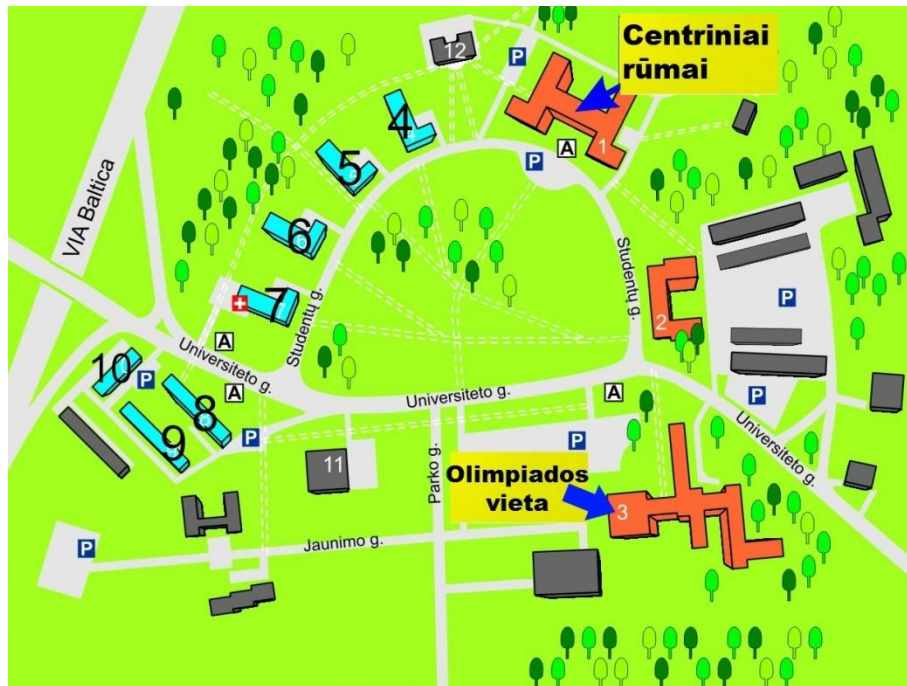 Centriniai
rūmai
12
P
4
1
A
P
5
VIA Baltica
6
Studentų g.
7
2
P
A
Studentų g.
Universiteto g.
10
P
A
8
Universiteto g.
A
P
9
P
P
Universiteto g.
11
Parko g.
Olimpiados
vieta
3
Jaunimo g.
P